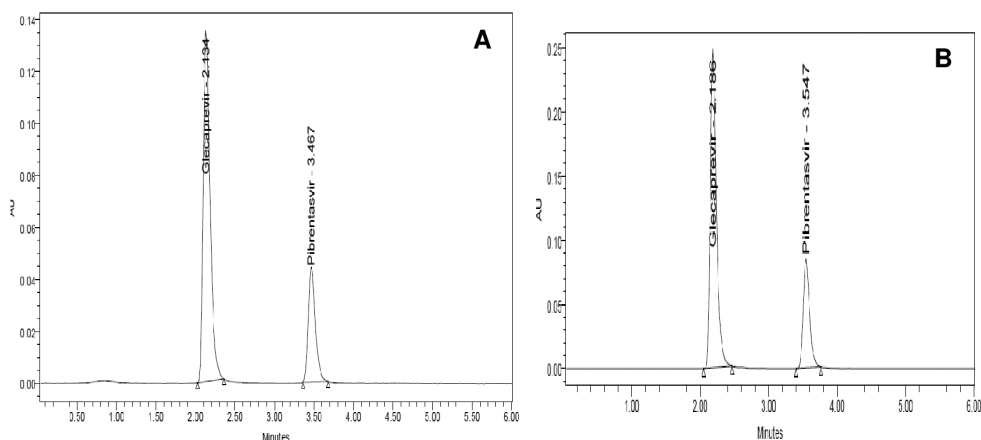 A
0.14
0.12
0.10
0.08
0.06
0.04
0.02
0.00
AU
Glecaprevir - 2.134
Pibrentasvir - 3.467
0.50 1.00 1.50 2.00 2.50 3.00 3.50 4.00 4.50 5.00 5.50 6.00
Minutes
B
0.25
0.20
0.15
0.10
0.05
0.00
AU
Glecaprevir - 2.186
Pibrentasvir - 3.547
1.00 2.00 3.00 4.00 5.00 6.00
Minutes